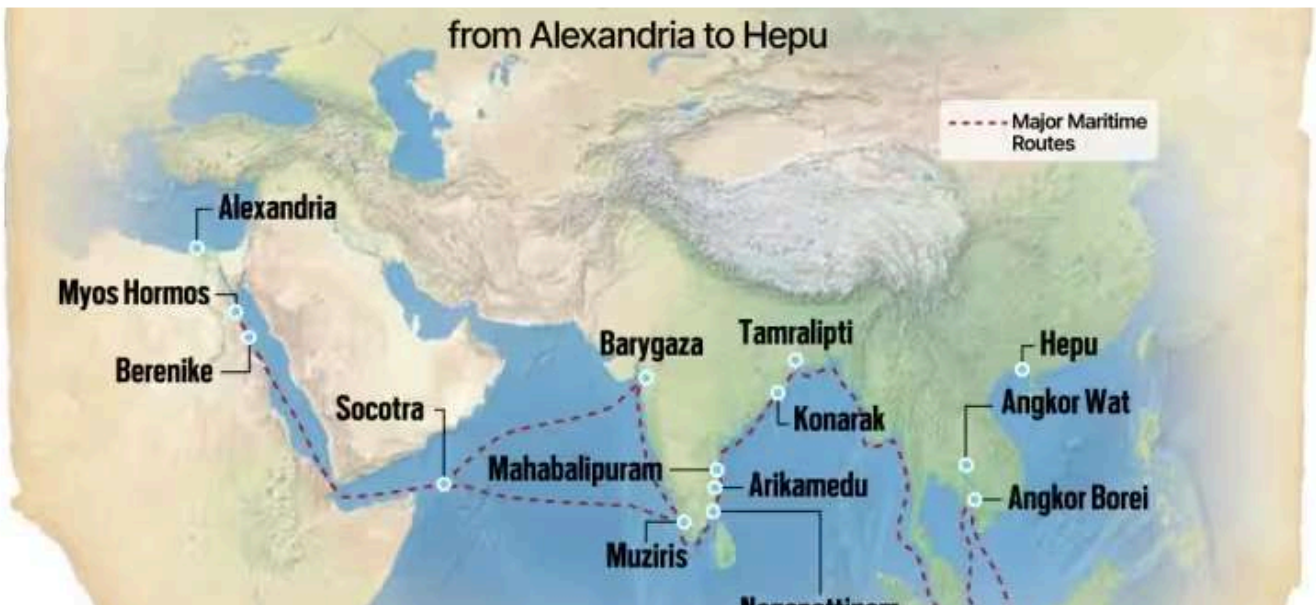 from Alexandria to Hepu
Major Maritime
Routes
Alexandria
Myos Hormos
Berenike
Socotra
Barygaza
Tamralipti
Hepu
Konarak
Angkor Wat
Mahabalipuram
Arikamedu
Angkor Borei
Muziris